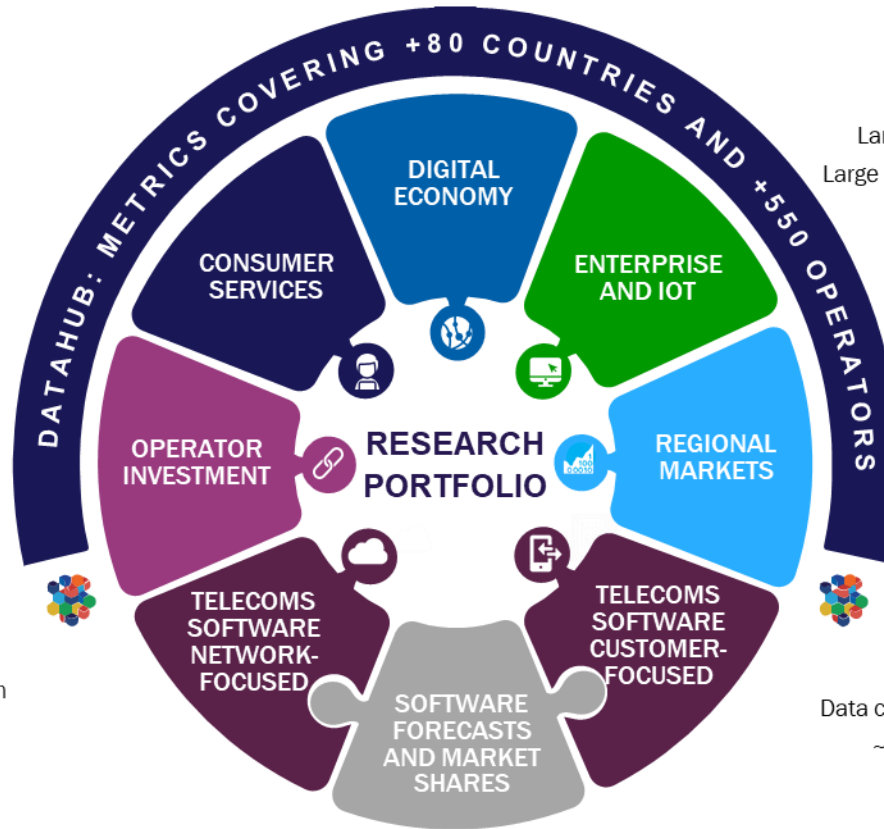 DATAHUB: METRICS COVERING +80 COUNTRIES AND +550 OPERATORS
DIGITAL
ECONOMY
CONSUMER
SERVICES
ENTERPRISE
AND IOT
OPERATOR
INVESTMENT
RESEARCH
PORTFOLIO
REGIONAL
MARKETS
TELECOMS
SOFTWARE
NETWORK-
FOCUSED
TELECOMS
SOFTWARE
CUSTOMER-
FOCUSED
SOFTWARE
FORECASTS
AND MARKET
SHARES
Large
Data
~